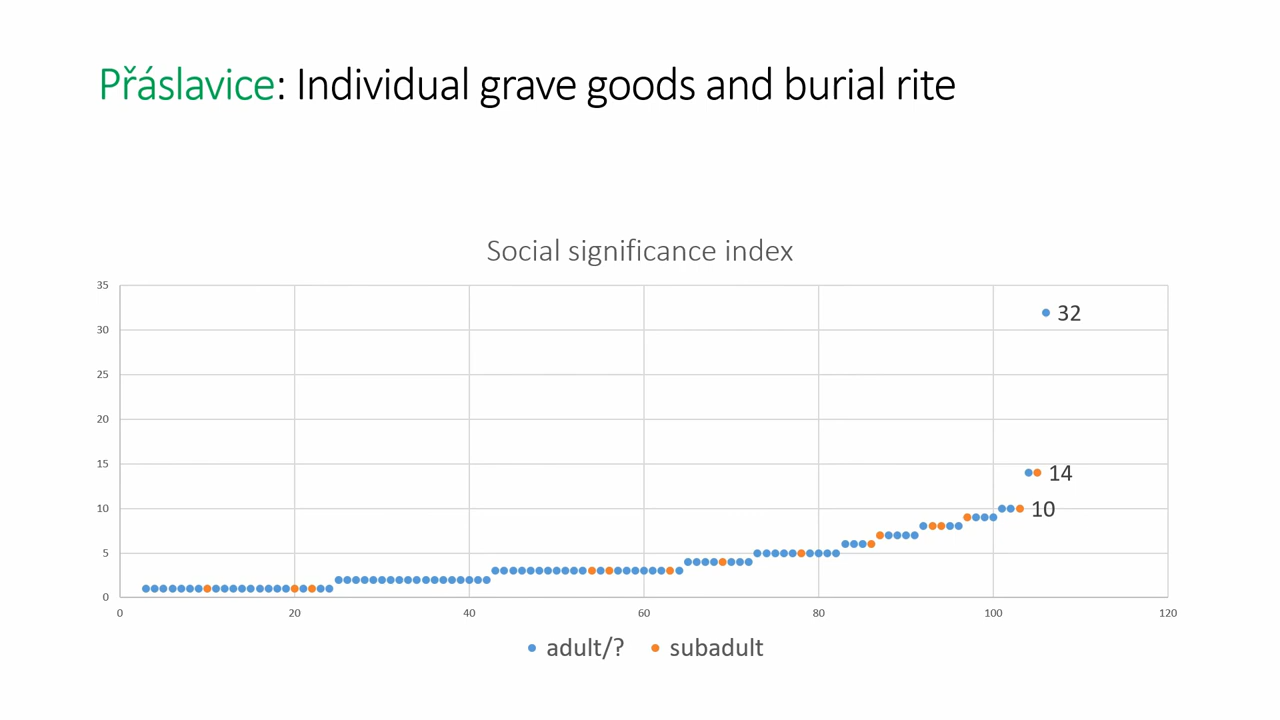 Přáslavice: Individual grave goods and burial rite
Social significance index
35
30
25
20
15
10
5
0
32
14
10
0 20 40 60 80 100 120
adult/? subadult